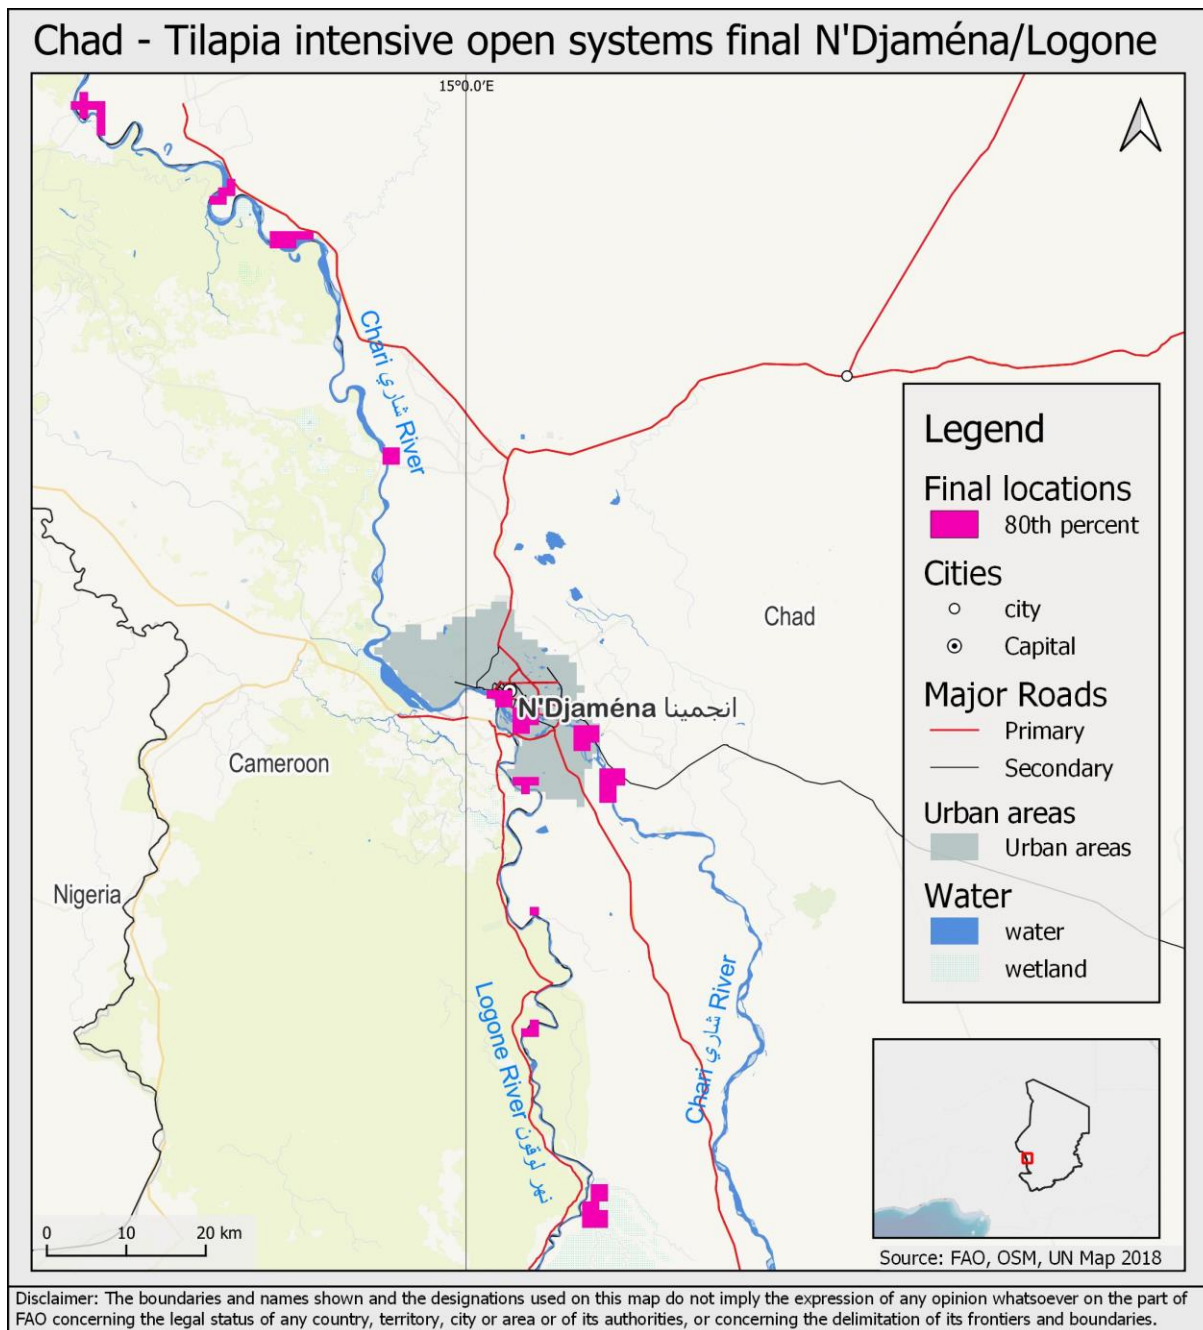 Chad - Tilapia intensive open systems final N'Djaména/Logone
15°0.0'E
Chari شاري River
Chad
N'Djaména انجمينا
Cameroon
Nigeria
Logone River نهر لوقون
Chari شاري River
Legend
Final locations
80th percent
Cities
city
Capital
Major Roads
Primary
Secondary
Urban areas
Urban areas
Water
water
wetland
0 10 20 km
Source: FAO, OSM, UN Map 2018
Disclaimer: The boundaries and names shown and the designations used on this map do not imply the expression of any opinion whatsoever on the part of
FAO concerning the legal status of any country, territory, city or area or of its authorities, or concerning the delimitation of its frontiers and boundaries.